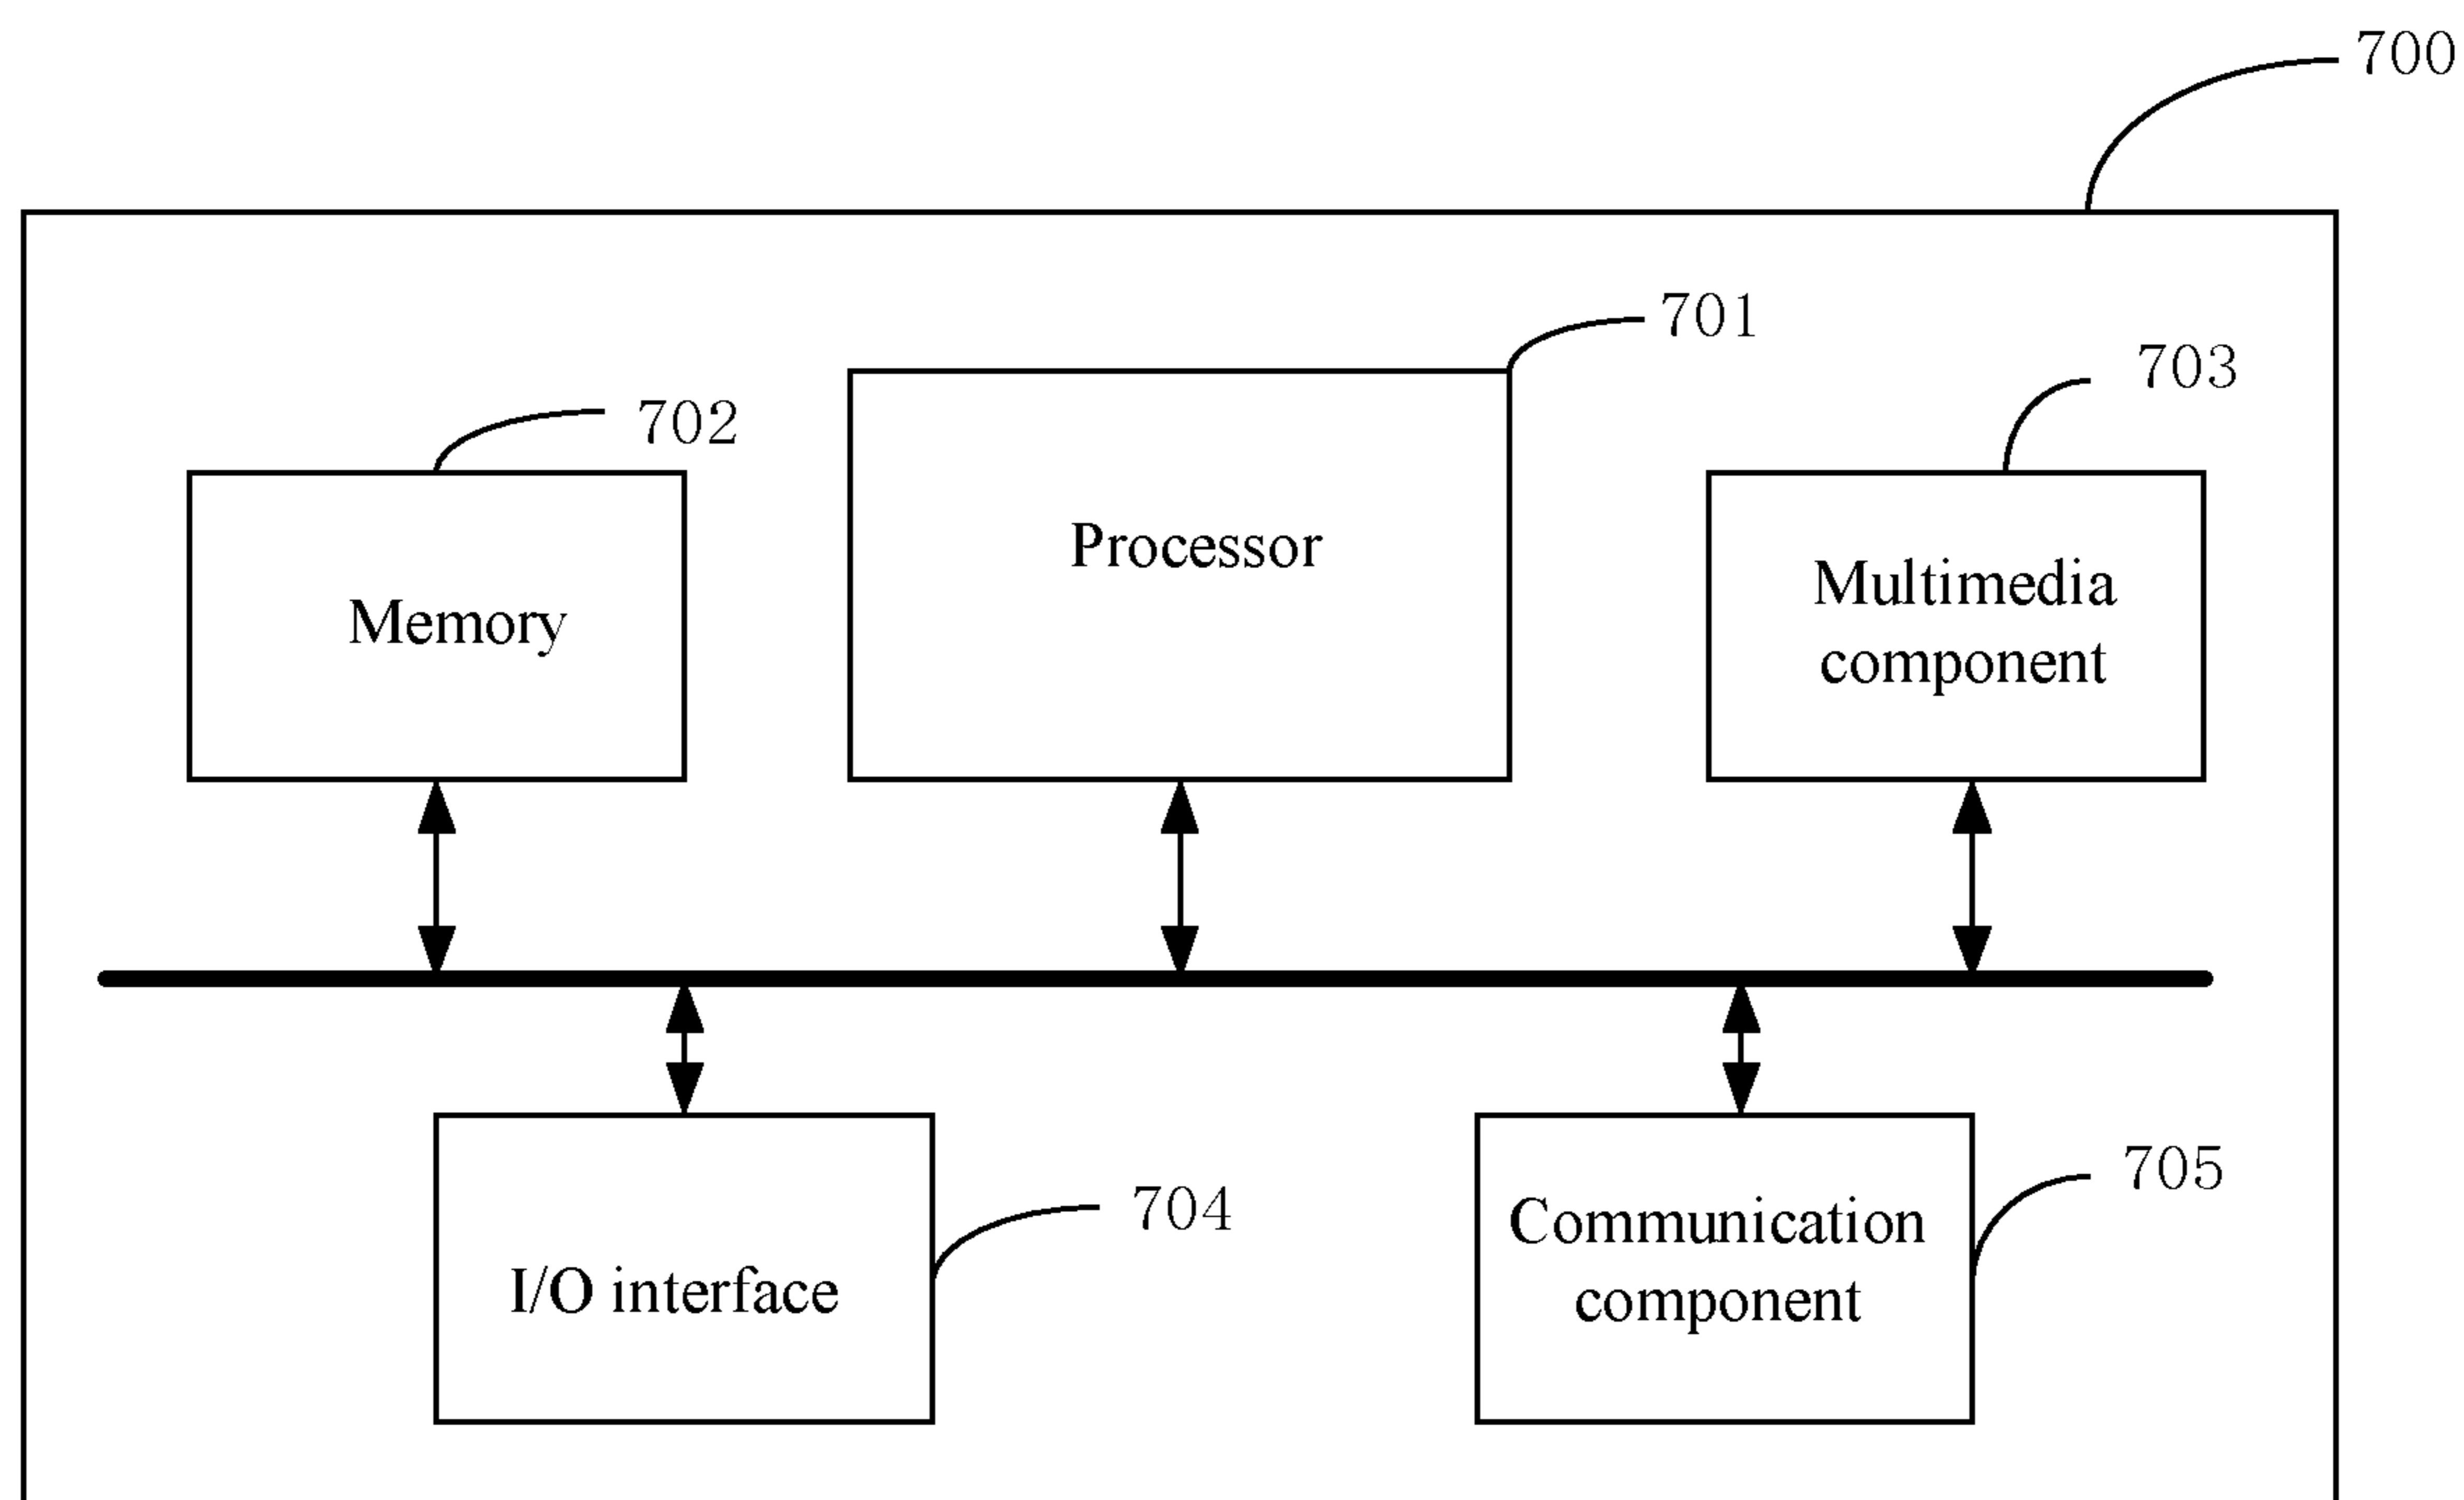 700
701
703
702
Processor
Multimedia
component
Memory
705
704
Communication
component
I/O interface